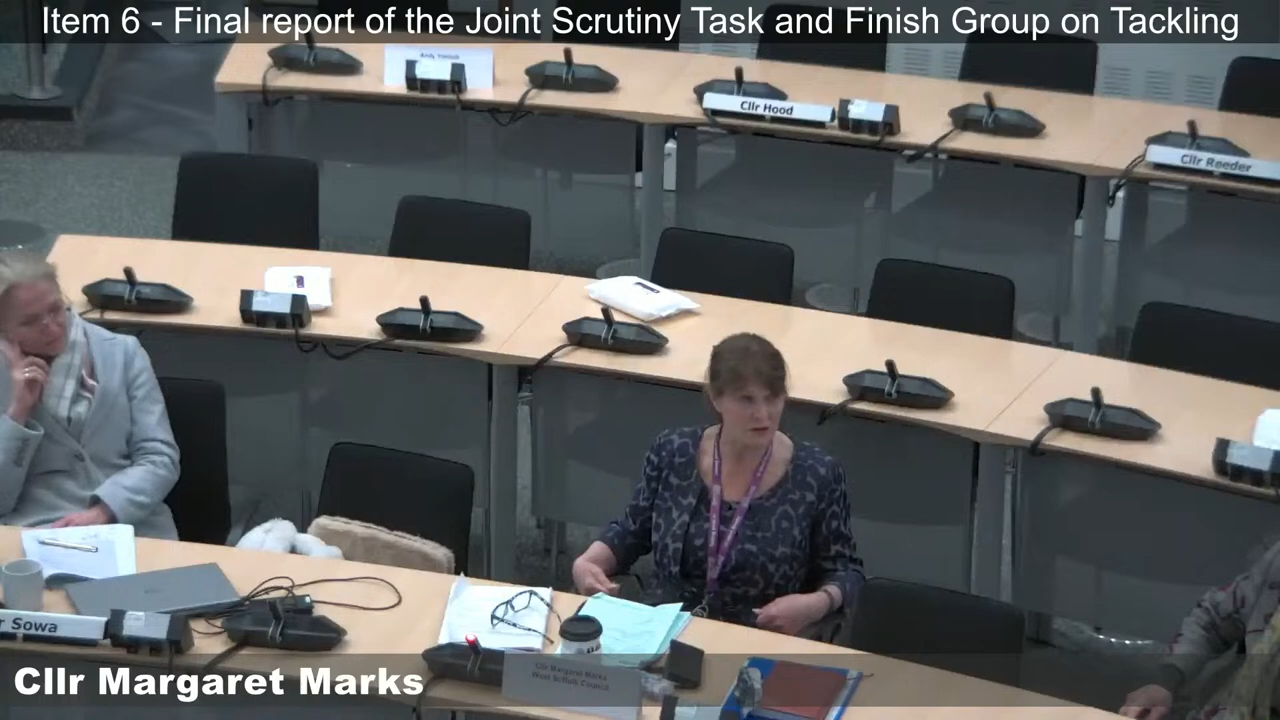 Item 6 - Final report of the Joint Scrutiny Task and Finish Group on Tackling
Cllr Hood
Cllr Reeder
r Sowa
Cllr Margaret Marks
West Suffolk Council
Cllr Margaret Marks